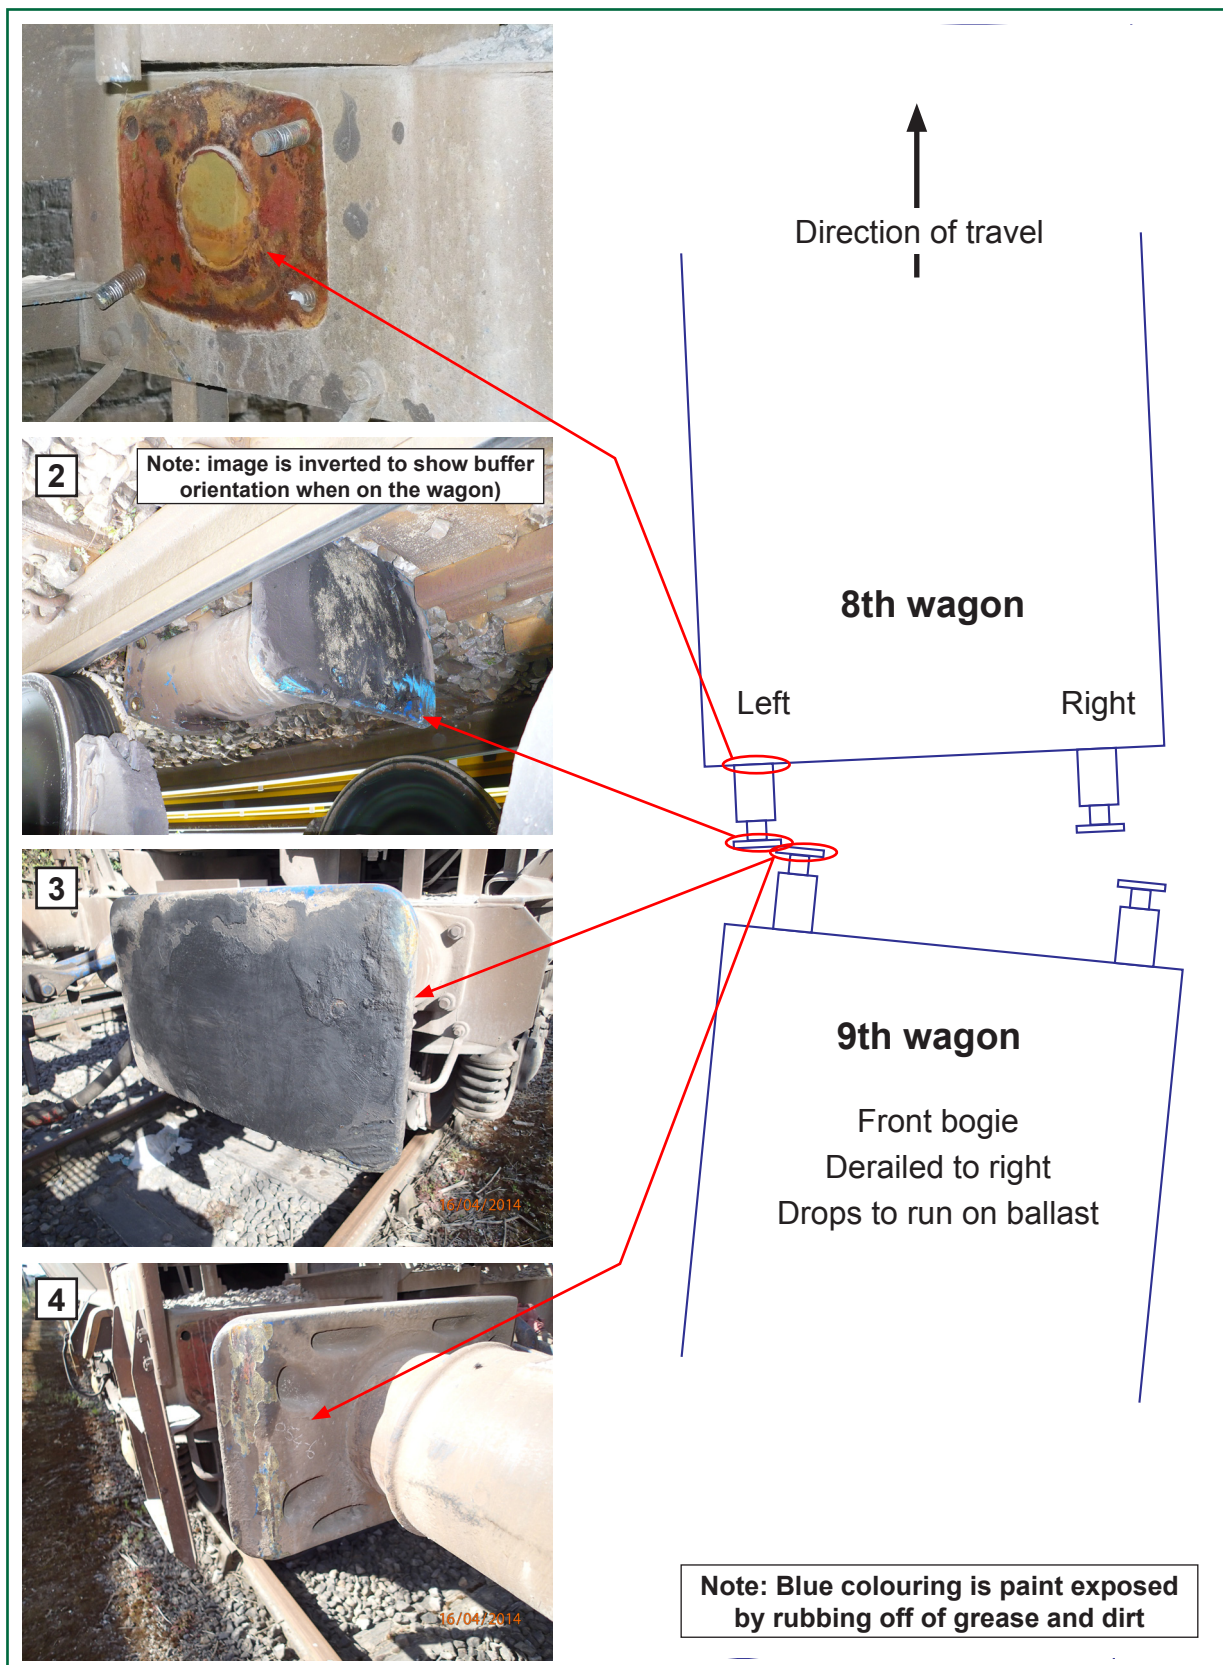 2
Note: image is inverted to show buffer
orientation when on the wagon)
3
16/04/2014
4
16/04/2014
Direction of travel
8th wagon
Left
Right
9th wagon
Front bogie
Derailed to right
Drops to run on ballast
Note: Blue colouring is paint exposed
by rubbing off of grease and dirt